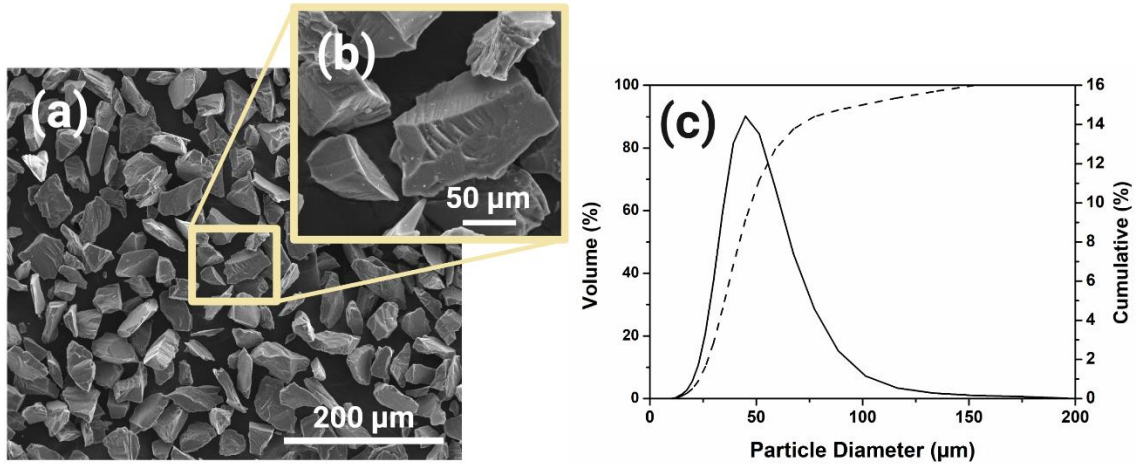 (a)
200 µm
(b)
50 µm
(c)
Volume (%)
100
80
60
40
20
0
0 50 100 150 200
Particle Diameter (µm)
16
14
12
10
8
6
4
2
0
Cumulative (%)